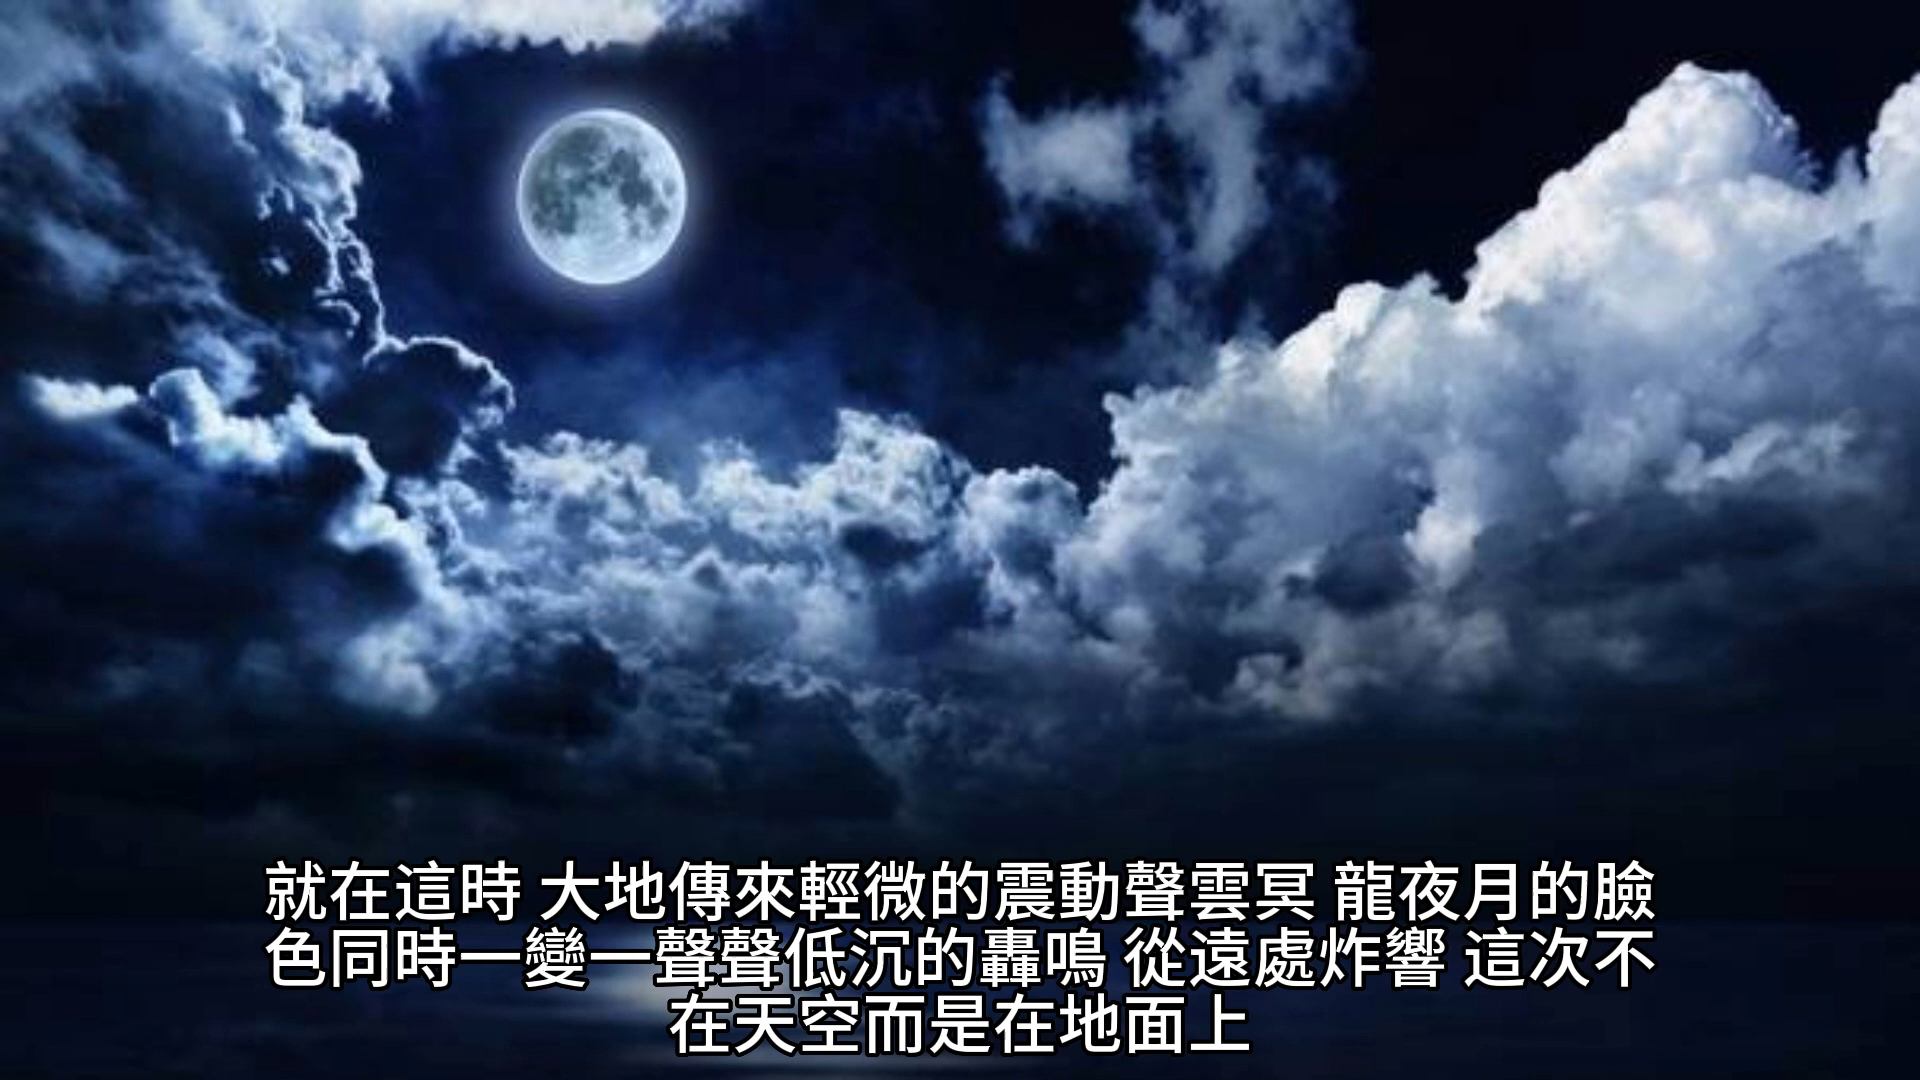 就在這時 大地傳來輕微的震動聲雲冥 龍夜月的臉
色同時一變一聲聲低沉的轟鳴 從遠處炸響 這次不
在天空而是在地面上